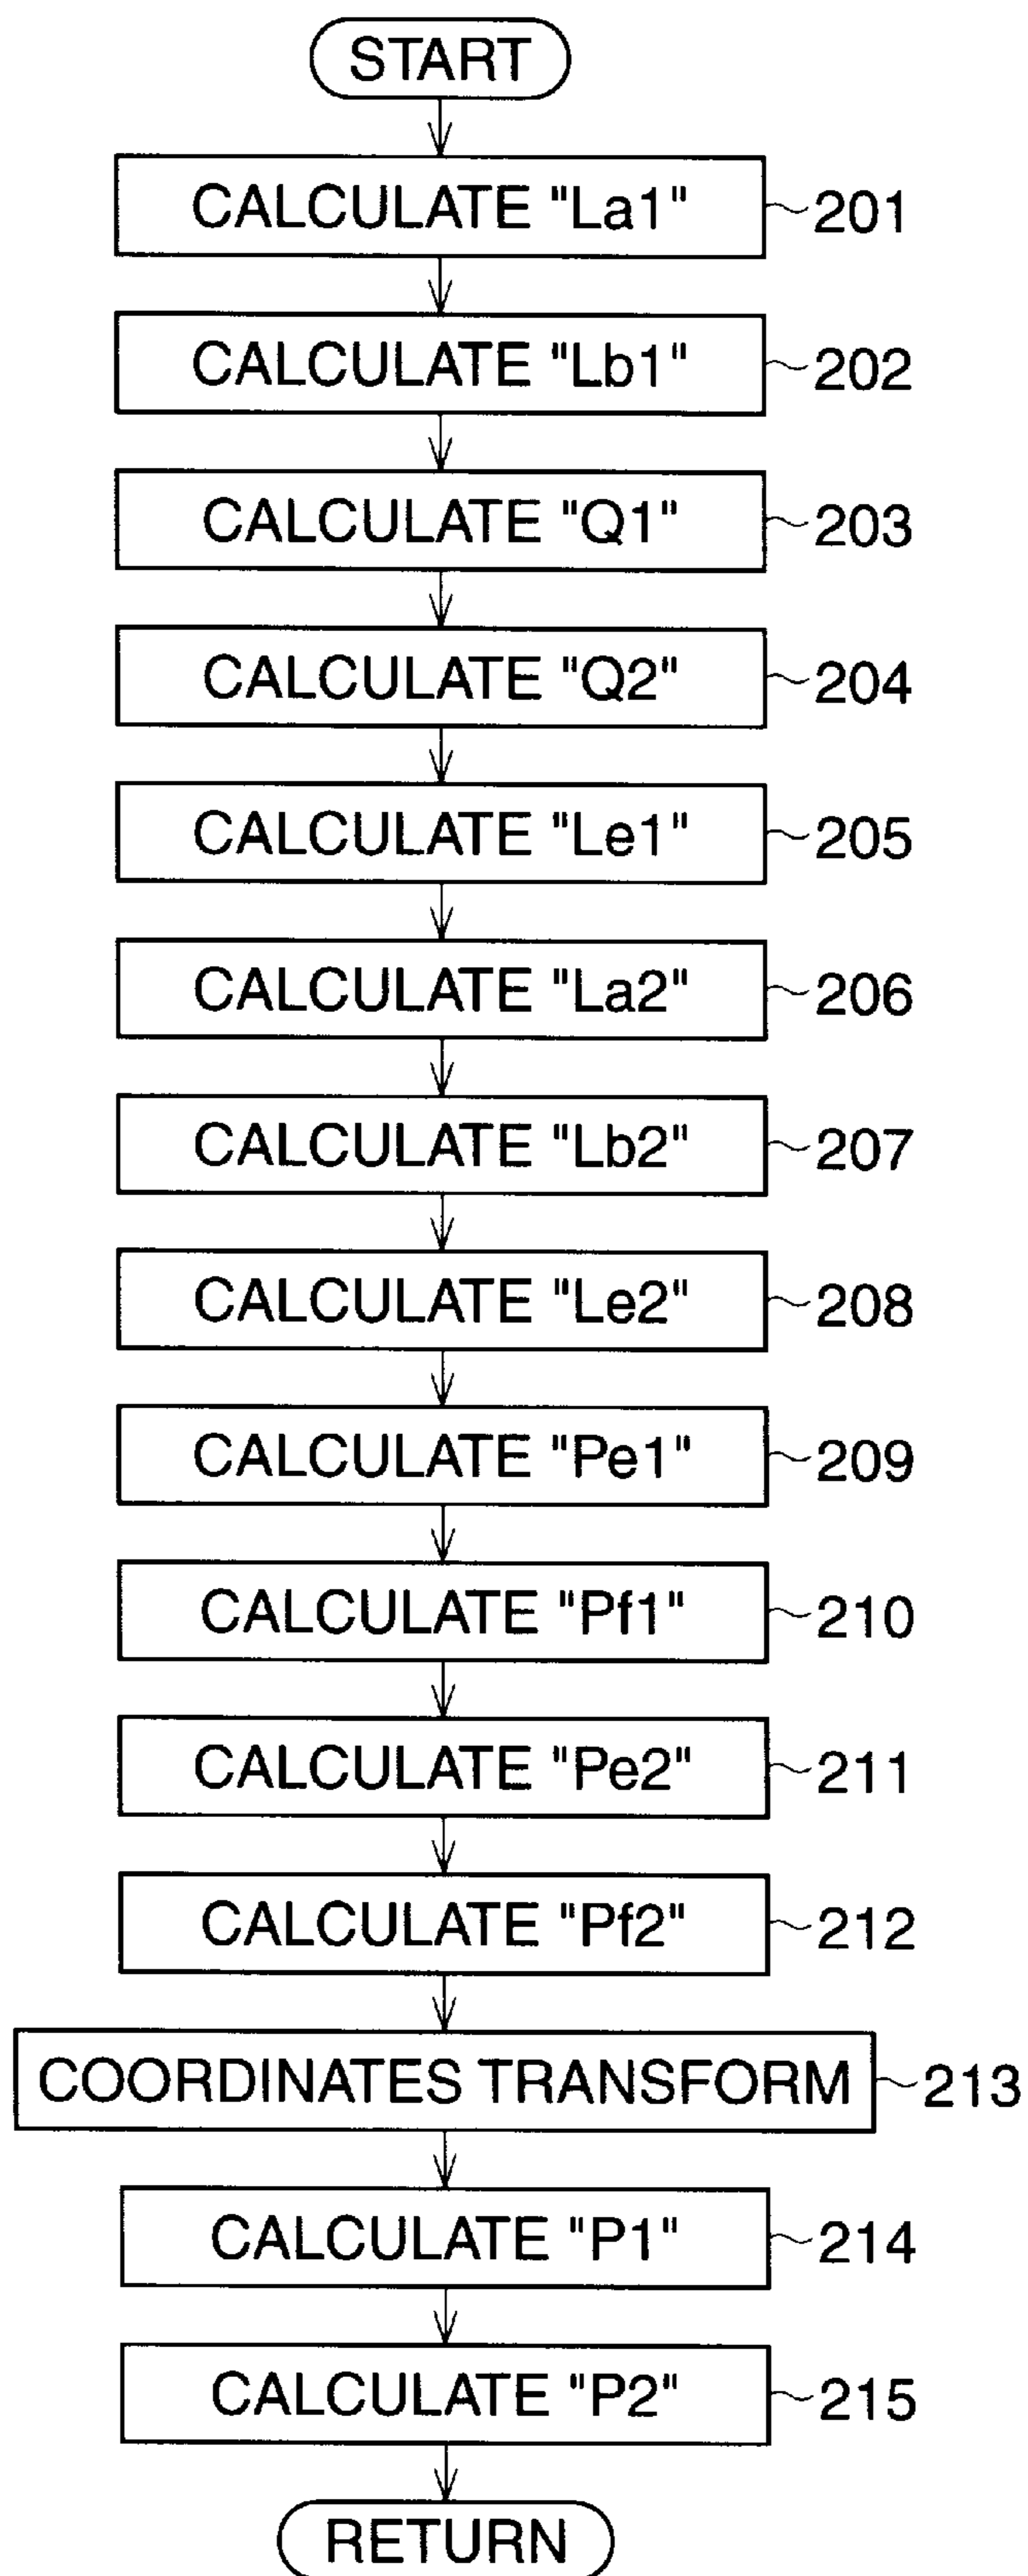 START
CALCULATE "La1" 201
CALCULATE "Lb1" 202
CALCULATE "Q1" 203
CALCULATE "Q2" 204
CALCULATE "Le1" 205
CALCULATE "La2" 206
CALCULATE "Lb2" 207
CALCULATE "Le2" 208
CALCULATE "Pe1" 209
CALCULATE "Pf1" 210
CALCULATE "Pe2" 211
CALCULATE "Pf2" 212
COORDINATES TRANSFORM 213
CALCULATE "P1" 214
CALCULATE "P2" 215
RETURN